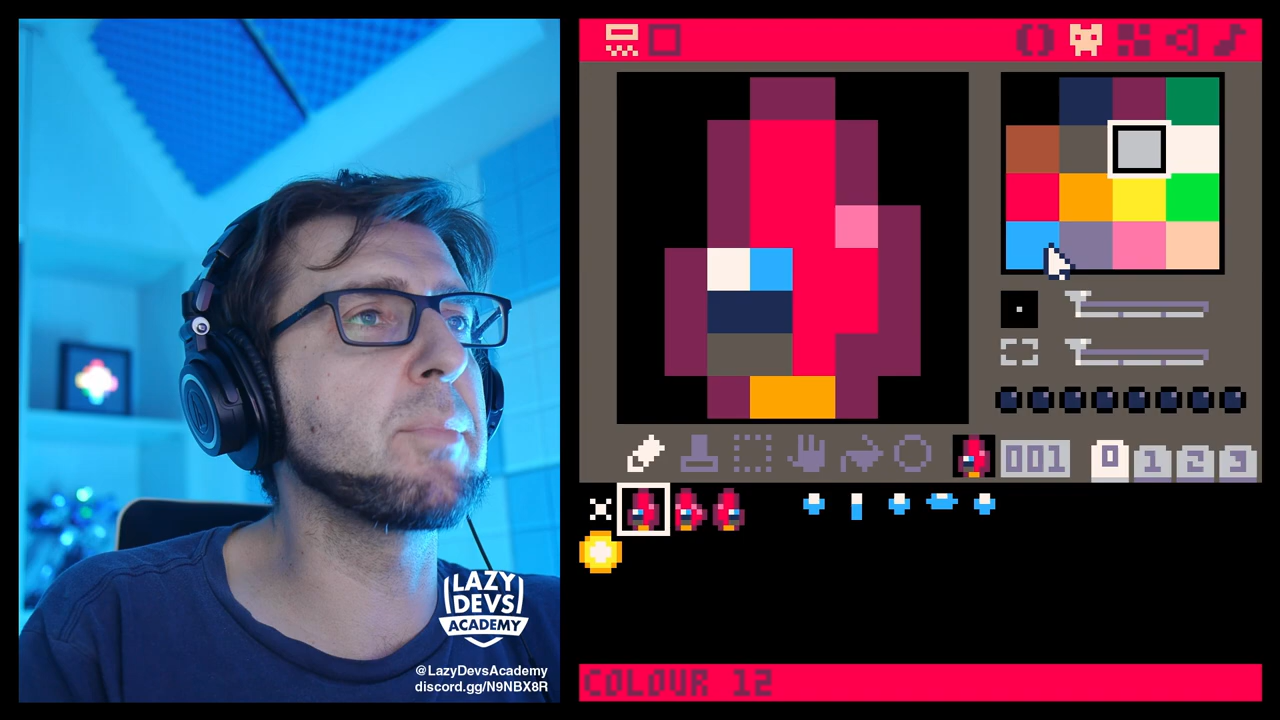 LAZY
DEVS
ACADEMY
@LazyDevsAcademy
discord.gg/N9NBX8R
001
0
1
2
3
COLOUR 12